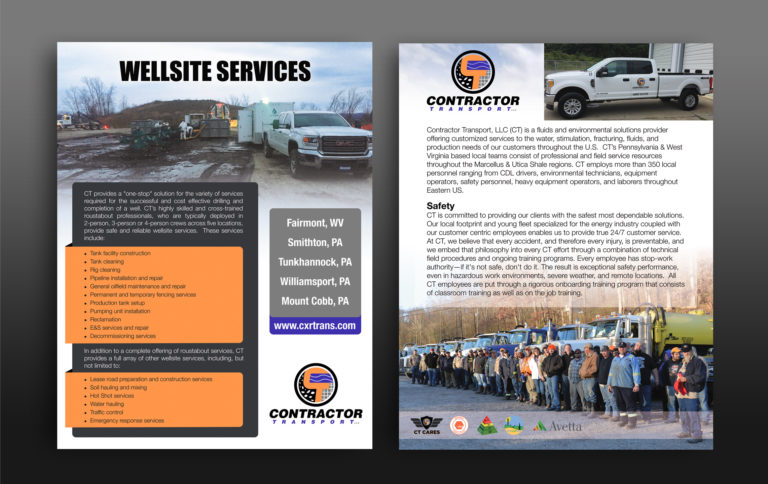 WELLSITE SERVICES
CT provides a "one-stop" solution for the variety of services
required for the successful and cost effective drilling and
completion of a well. CT's highly skilled and cross-trained
roustabout professionals, who are typically deployed in
2-person, 3-person or 4-person crews across five locations,
provide safe and reliable wellsite services. These services
include:
• Tank facility construction
• Tank cleaning
• Rig cleaning
• Pipeline installation and repair
• General oilfield maintenance and repair
• Permanent and temporary fencing services
• Production tank setup
• Pumping unit installation
• Reclamation
• E&S services and repair
• Decommissioning services
In addition to a complete offering of roustabout services, CT
provides a full array of other wellsite services, including, but
not limited to:
• Lease road preparation and construction services
• Soil hauling and mixing
• Hot Shot services
• Water hauling
• Traffic control
• Emergency response services
Fairmont, WV
Smithton, PA
Tunkhannock, PA
Williamsport, PA
Mount Cobb, PA
www.cxrtrans.com
CONTRACTOR
TRANSPORT LLC
CONTRACTOR
TRANSPORT LLC
Contractor Transport, LLC (CT) is a fluids and environmental solutions provider
offering customized services to the water, stimulation, fracturing, fluids, and
production needs of our customers throughout the U.S. CT's Pennsylvania & West
Virginia based local teams consist of professional and field service resources
throughout the Marcellus & Utica Shale regions. CT employs more than 350 local
personnel ranging from CDL drivers, environmental technicians, equipment
operators, safety personnel, heavy equipment operators, and laborers throughout
Eastern US.
Safety
CT is committed to providing our clients with the safest most dependable solutions.
Our local footprint and young fleet specialized for the energy industry coupled with
our customer centric employees enables us to provide true 24/7 customer service.
At CT, we believe that every accident, and therefore every injury, is preventable, and
we embed that philosophy into every CT effort through a combination of technical
field procedures and ongoing training programs. Every employee has stop-work
authority—if it's not safe, don't do it. The result is exceptional safety performance,
even in hazardous work environments, severe weather, and remote locations. All
CT employees are put through a rigorous onboarding training program that consists
of classroom training as well as on the job training.
CT CARES
Avetta